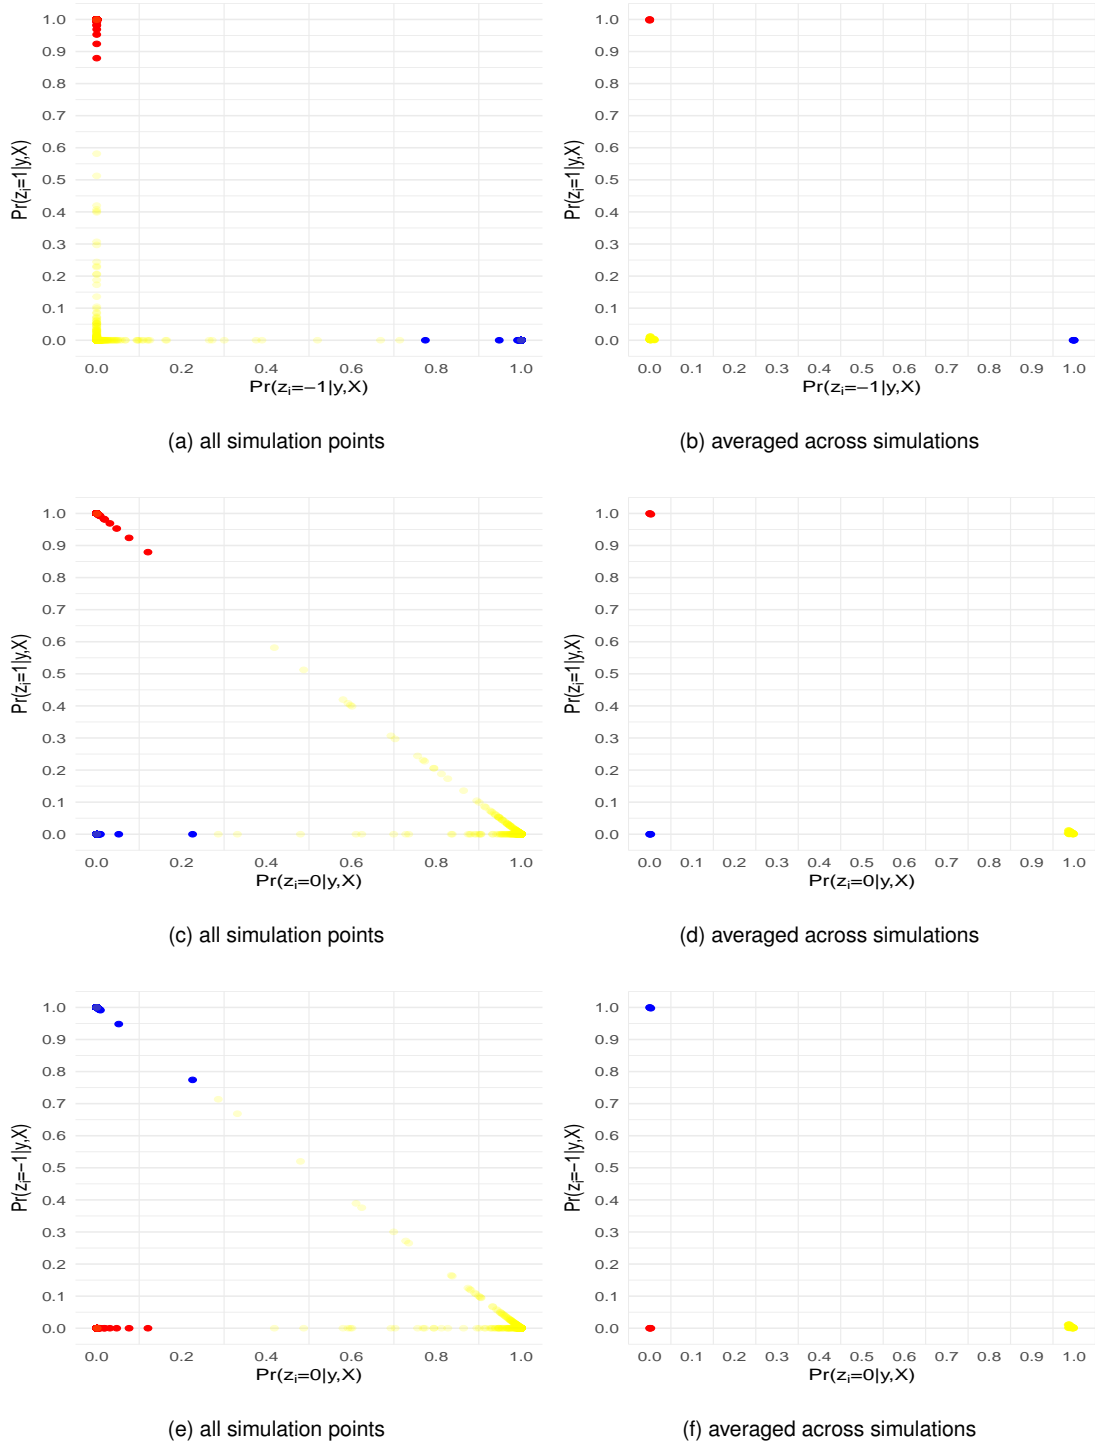 1.0
0.9
0.8
0.7
0.6
0.5
0.4
0.3
0.2
0.1
0.0
Pr(zᵢ=1|y,X)
0.0 0.2 0.4 0.6 0.8 1.0
Pr(zᵢ=−1|y,X)
(a) all simulation points
1.0
0.9
0.8
0.7
0.6
0.5
0.4
0.3
0.2
0.1
0.0
Pr(zᵢ=1|y,X)
0.0 0.1 0.2 0.3 0.4 0.5 0.6 0.7 0.8 0.9 1.0
Pr(zᵢ=−1|y,X)
(b) averaged across simulations
1.0
0.9
0.8
0.7
0.6
0.5
0.4
0.3
0.2
0.1
0.0
Pr(zᵢ=1|y,X)
0.0 0.2 0.4 0.6 0.8 1.0
Pr(zᵢ=0|y,X)
(c) all simulation points
1.0
0.9
0.8
0.7
0.6
0.5
0.4
0.3
0.2
0.1
0.0
Pr(zᵢ=1|y,X)
0.0 0.1 0.2 0.3 0.4 0.5 0.6 0.7 0.8 0.9 1.0
Pr(zᵢ=0|y,X)
(d) averaged across simulations
1.0
0.9
0.8
0.7
0.6
0.5
0.4
0.3
0.2
0.1
0.0
Pr(zᵢ=−1|y,X)
0.0 0.2 0.4 0.6 0.8 1.0
Pr(zᵢ=0|y,X)
(e) all simulation points
1.0
0.9
0.8
0.7
0.6
0.5
0.4
0.3
0.2
0.1
0.0
Pr(zᵢ=−1|y,X)
0.0 0.1 0.2 0.3 0.4 0.5 0.6 0.7 0.8 0.9 1.0
Pr(zᵢ=0|y,X)
(f) averaged across simulations